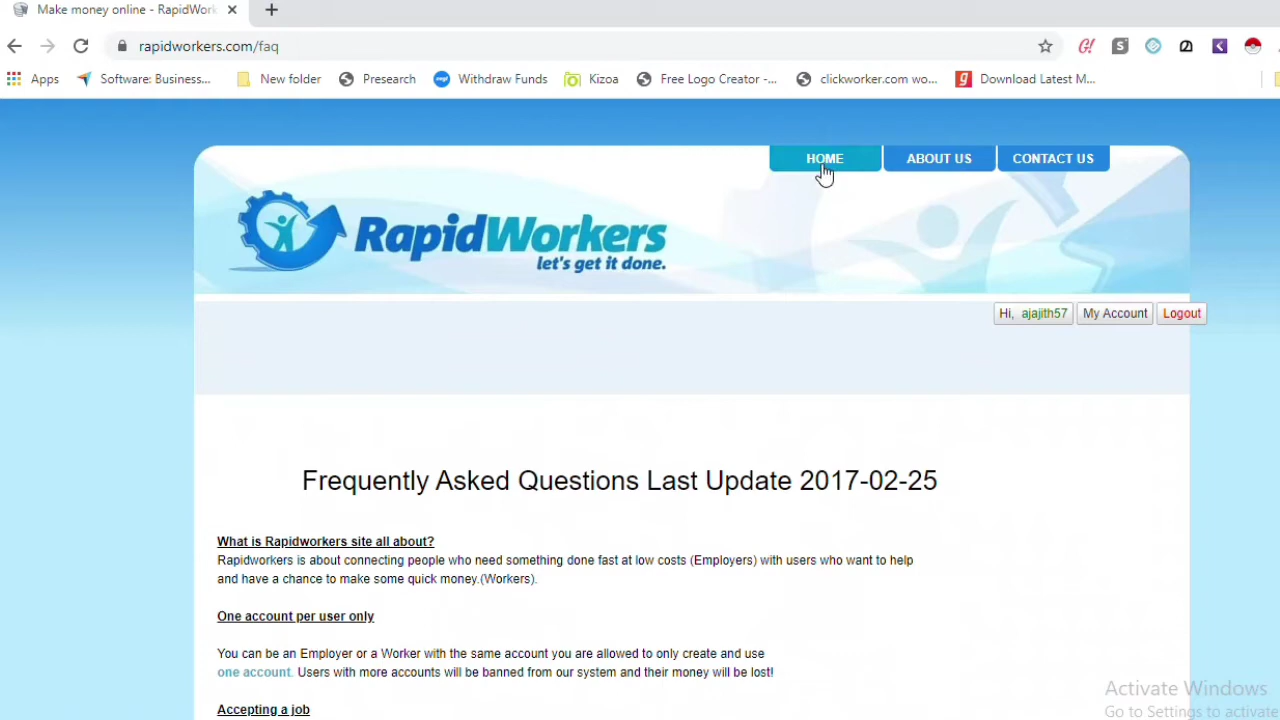 Make money online - RapidWork
rapidworkers.com/faq
Apps
Software: Business...
New folder
Presearch
Withdraw Funds
Kizoa
Free Logo Creator -...
clickworker.com wo...
Download Latest M...
HOME
ABOUT US
CONTACT US
RapidWorkers
let's get it done.
Hi, ajajith57
My Account
Logout
Frequently Asked Questions Last Update 2017-02-25
What is Rapidworkers site all about?
Rapidworkers is about connecting people who need something done fast at low costs (Employers) with users who want to help
and have a chance to make some quick money.(Workers).
One account per user only
You can be an Employer or a Worker with the same account you are allowed to only create and use
one account. Users with more accounts will be banned from our system and their money will be lost!
Accepting a job
Activate Windows
Go to Settings to activate